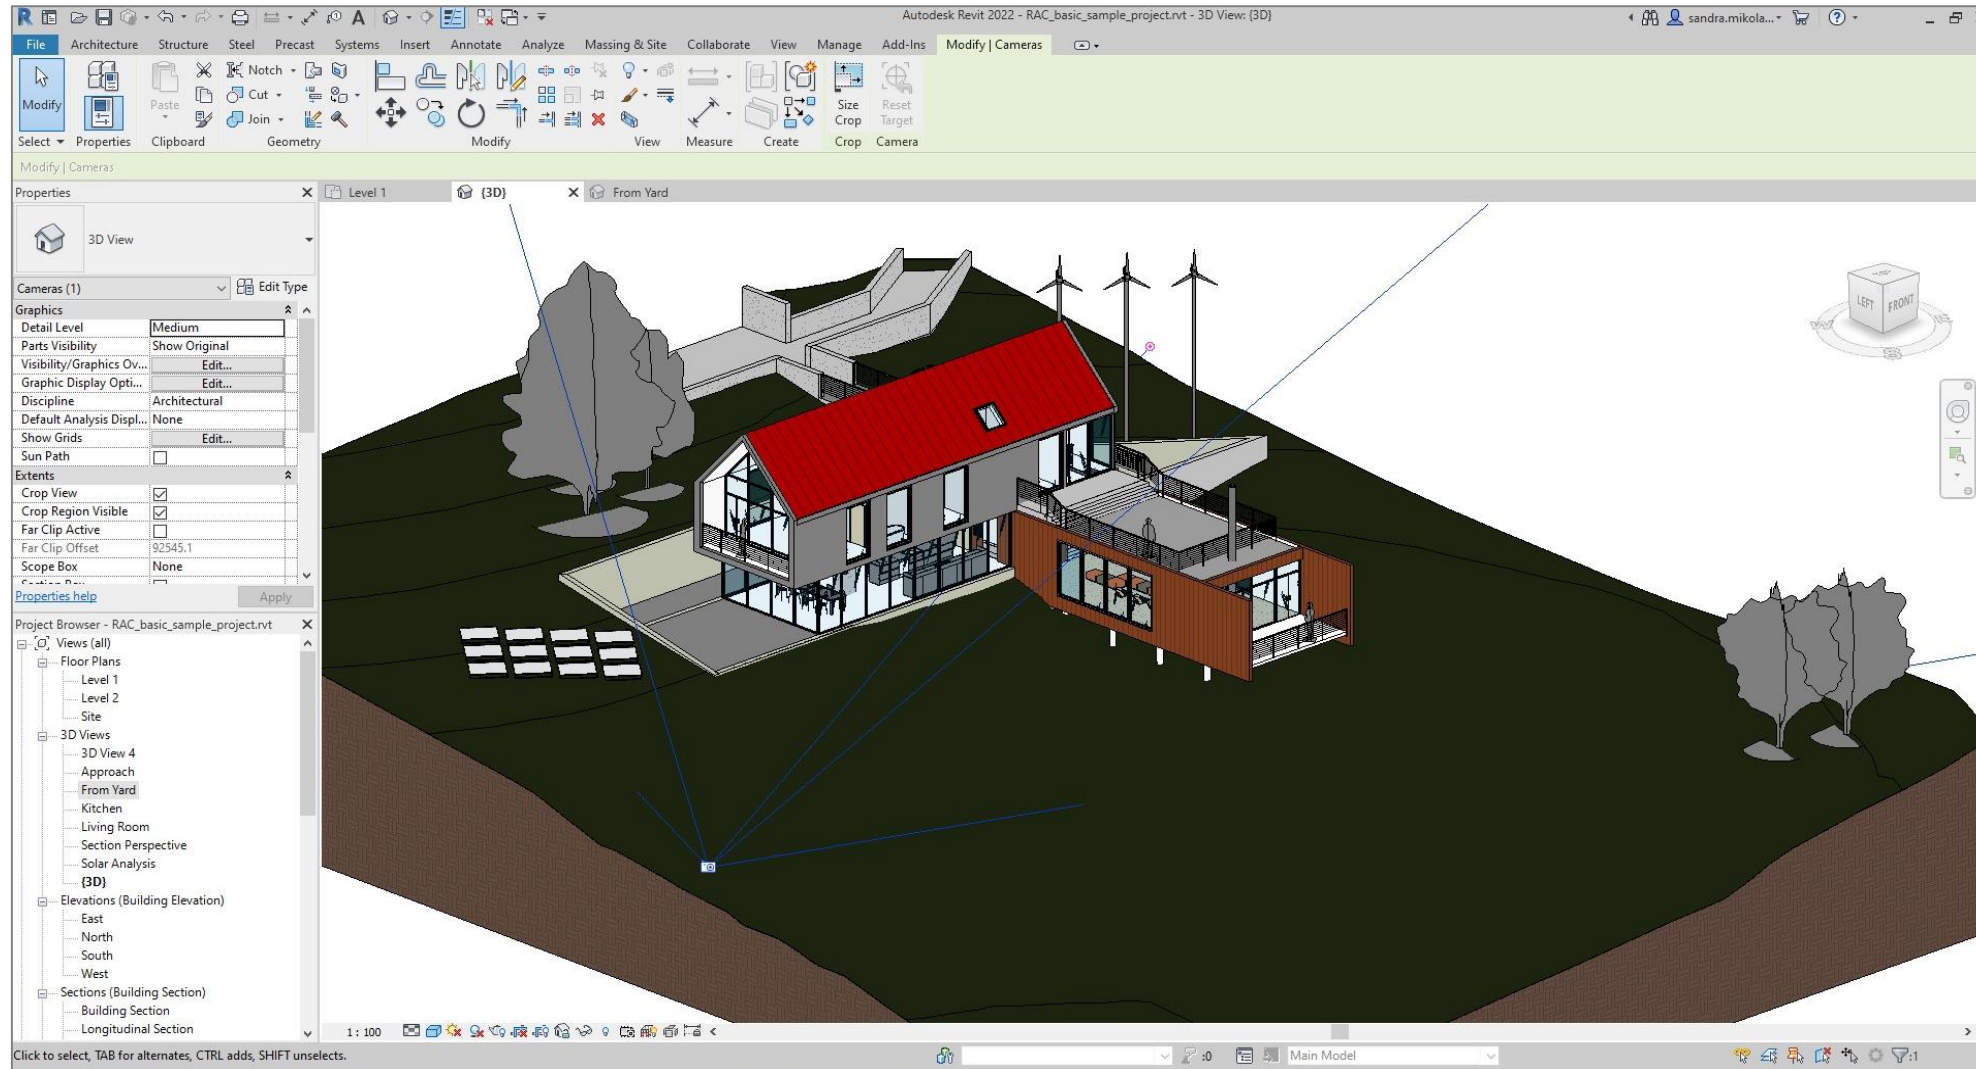 Autodesk Revit 2022 - RAC_basic_sample_project.rvt - 3D View: {3D}
sandra.mikola...
File Architecture Structure Steel Precast Systems Insert Annotate Analyze Massing & Site Collaborate View Manage Add-Ins Modify | Cameras
Modify
Paste
Notch
Cut
Join
Size Crop
Reset Target
Select Properties Clipboard Geometry Modify View Measure Create Crop Camera
Modify | Cameras
Properties
Level 1 {3D} From Yard
3D View
Cameras (1) Edit Type
Graphics
Detail Level Medium
Parts Visibility Show Original
Visibility/Graphics Ov... Edit...
Graphic Display Opti... Edit...
Discipline Architectural
Default Analysis Displ... None
Show Grids Edit...
Sun Path
Extents
Crop View
Crop Region Visible
Far Clip Active
Far Clip Offset 92545.1
Scope Box None
Properties help Apply
Project Browser - RAC_basic_sample_project.rvt
Views (all)
Floor Plans
Level 1
Level 2
Site
3D Views
3D View 4
Approach
From Yard
Kitchen
Living Room
Section Perspective
Solar Analysis
{3D}
Elevations (Building Elevation)
East
North
South
West
Sections (Building Section)
Building Section
Longitudinal Section
LEFT FRONT
1 : 100
Click to select, TAB for alternates, CTRL adds, SHIFT unselects.
:0 Main Model :1